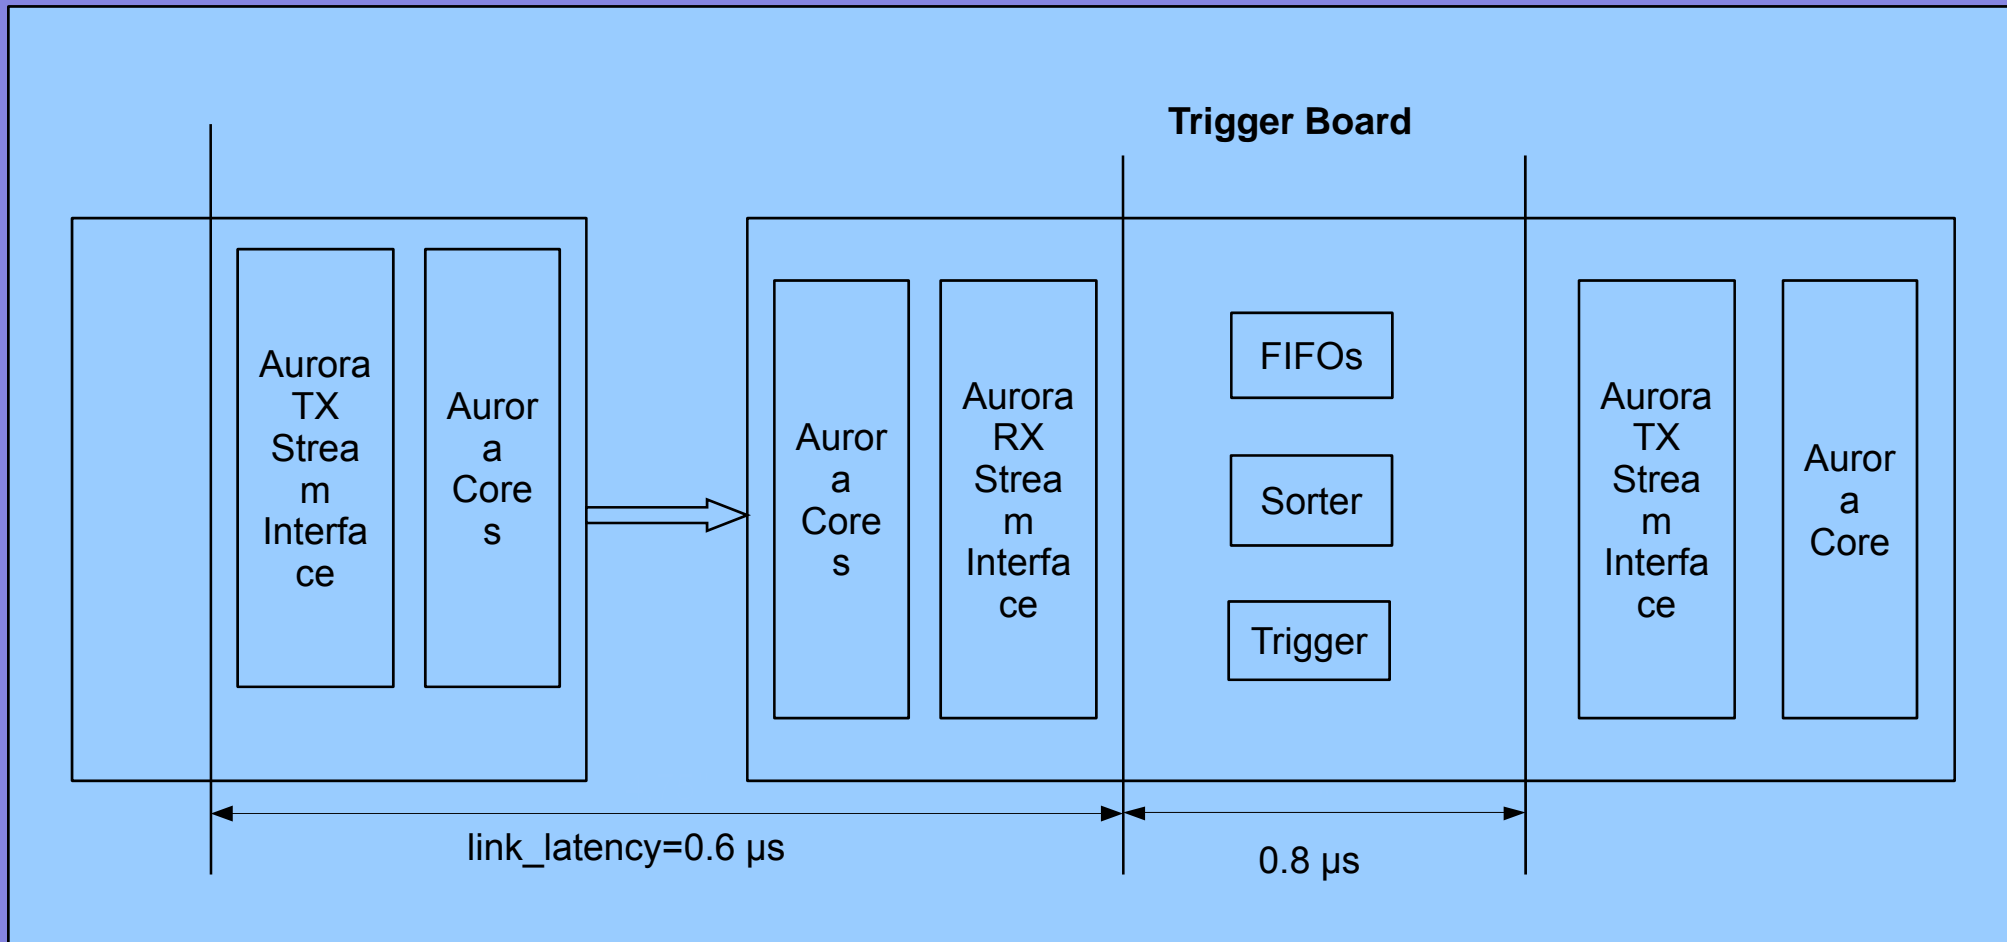 Trigger Board
Aurora
TX
Strea
m
Interfa
ce
Auror
a
Core
s
Auror
a
Core
s
Aurora
RX
Strea
m
Interfa
ce
FIFOs
Sorter
Trigger
Aurora
TX
Strea
m
Interfa
ce
Auror
a
Core
link_latency=0.6 µs
0.8 µs